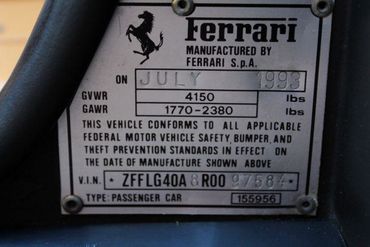 Ferrari
MANUFACTURED BY
FERRARI S.p.A.
ON JULY 1993
GVWR 4150 lbs
GAWR 1770-2380 lbs
THIS VEHICLE CONFORMS TO ALL APPLICABLE
FEDERAL MOTOR VEHICLE SAFETY, BUMPER, AND
THEFT PREVENTION STANDARDS IN EFFECT ON
THE DATE OF MANUFACTURE SHOWN ABOVE
V.I.N. • ZFFLG40A8R0097584 •
TYPE: PASSENGER CAR 155956